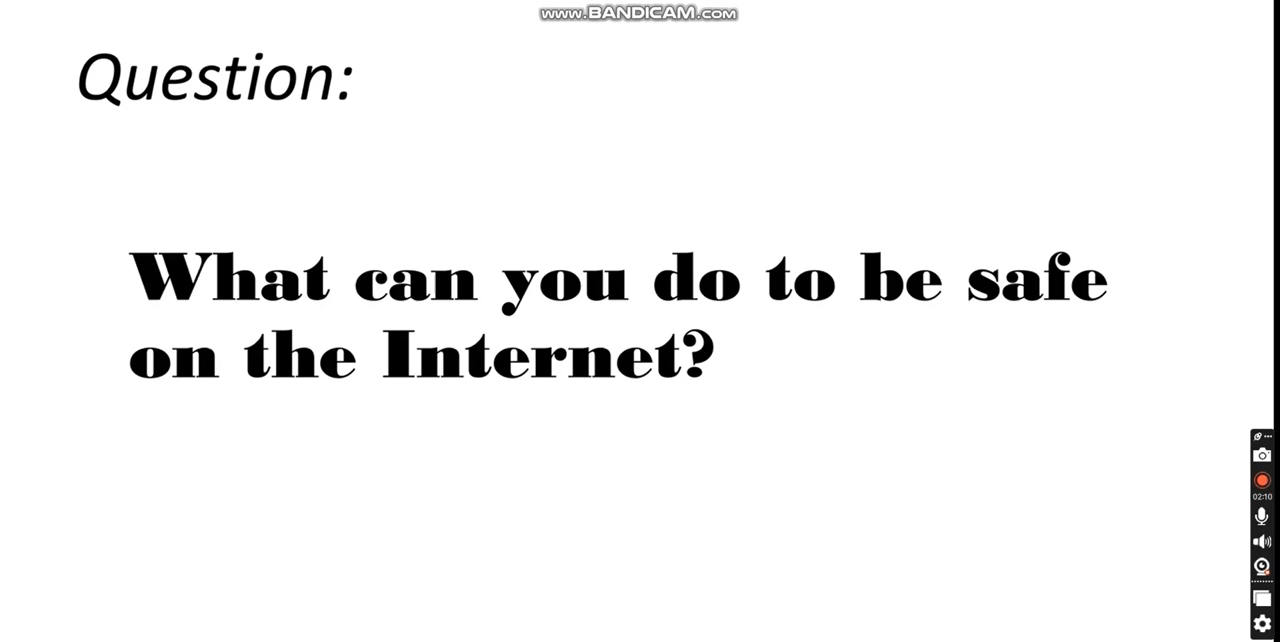 www.BANDICAM.com
Question:
What can you do to be safe
on the Internet?
02:10